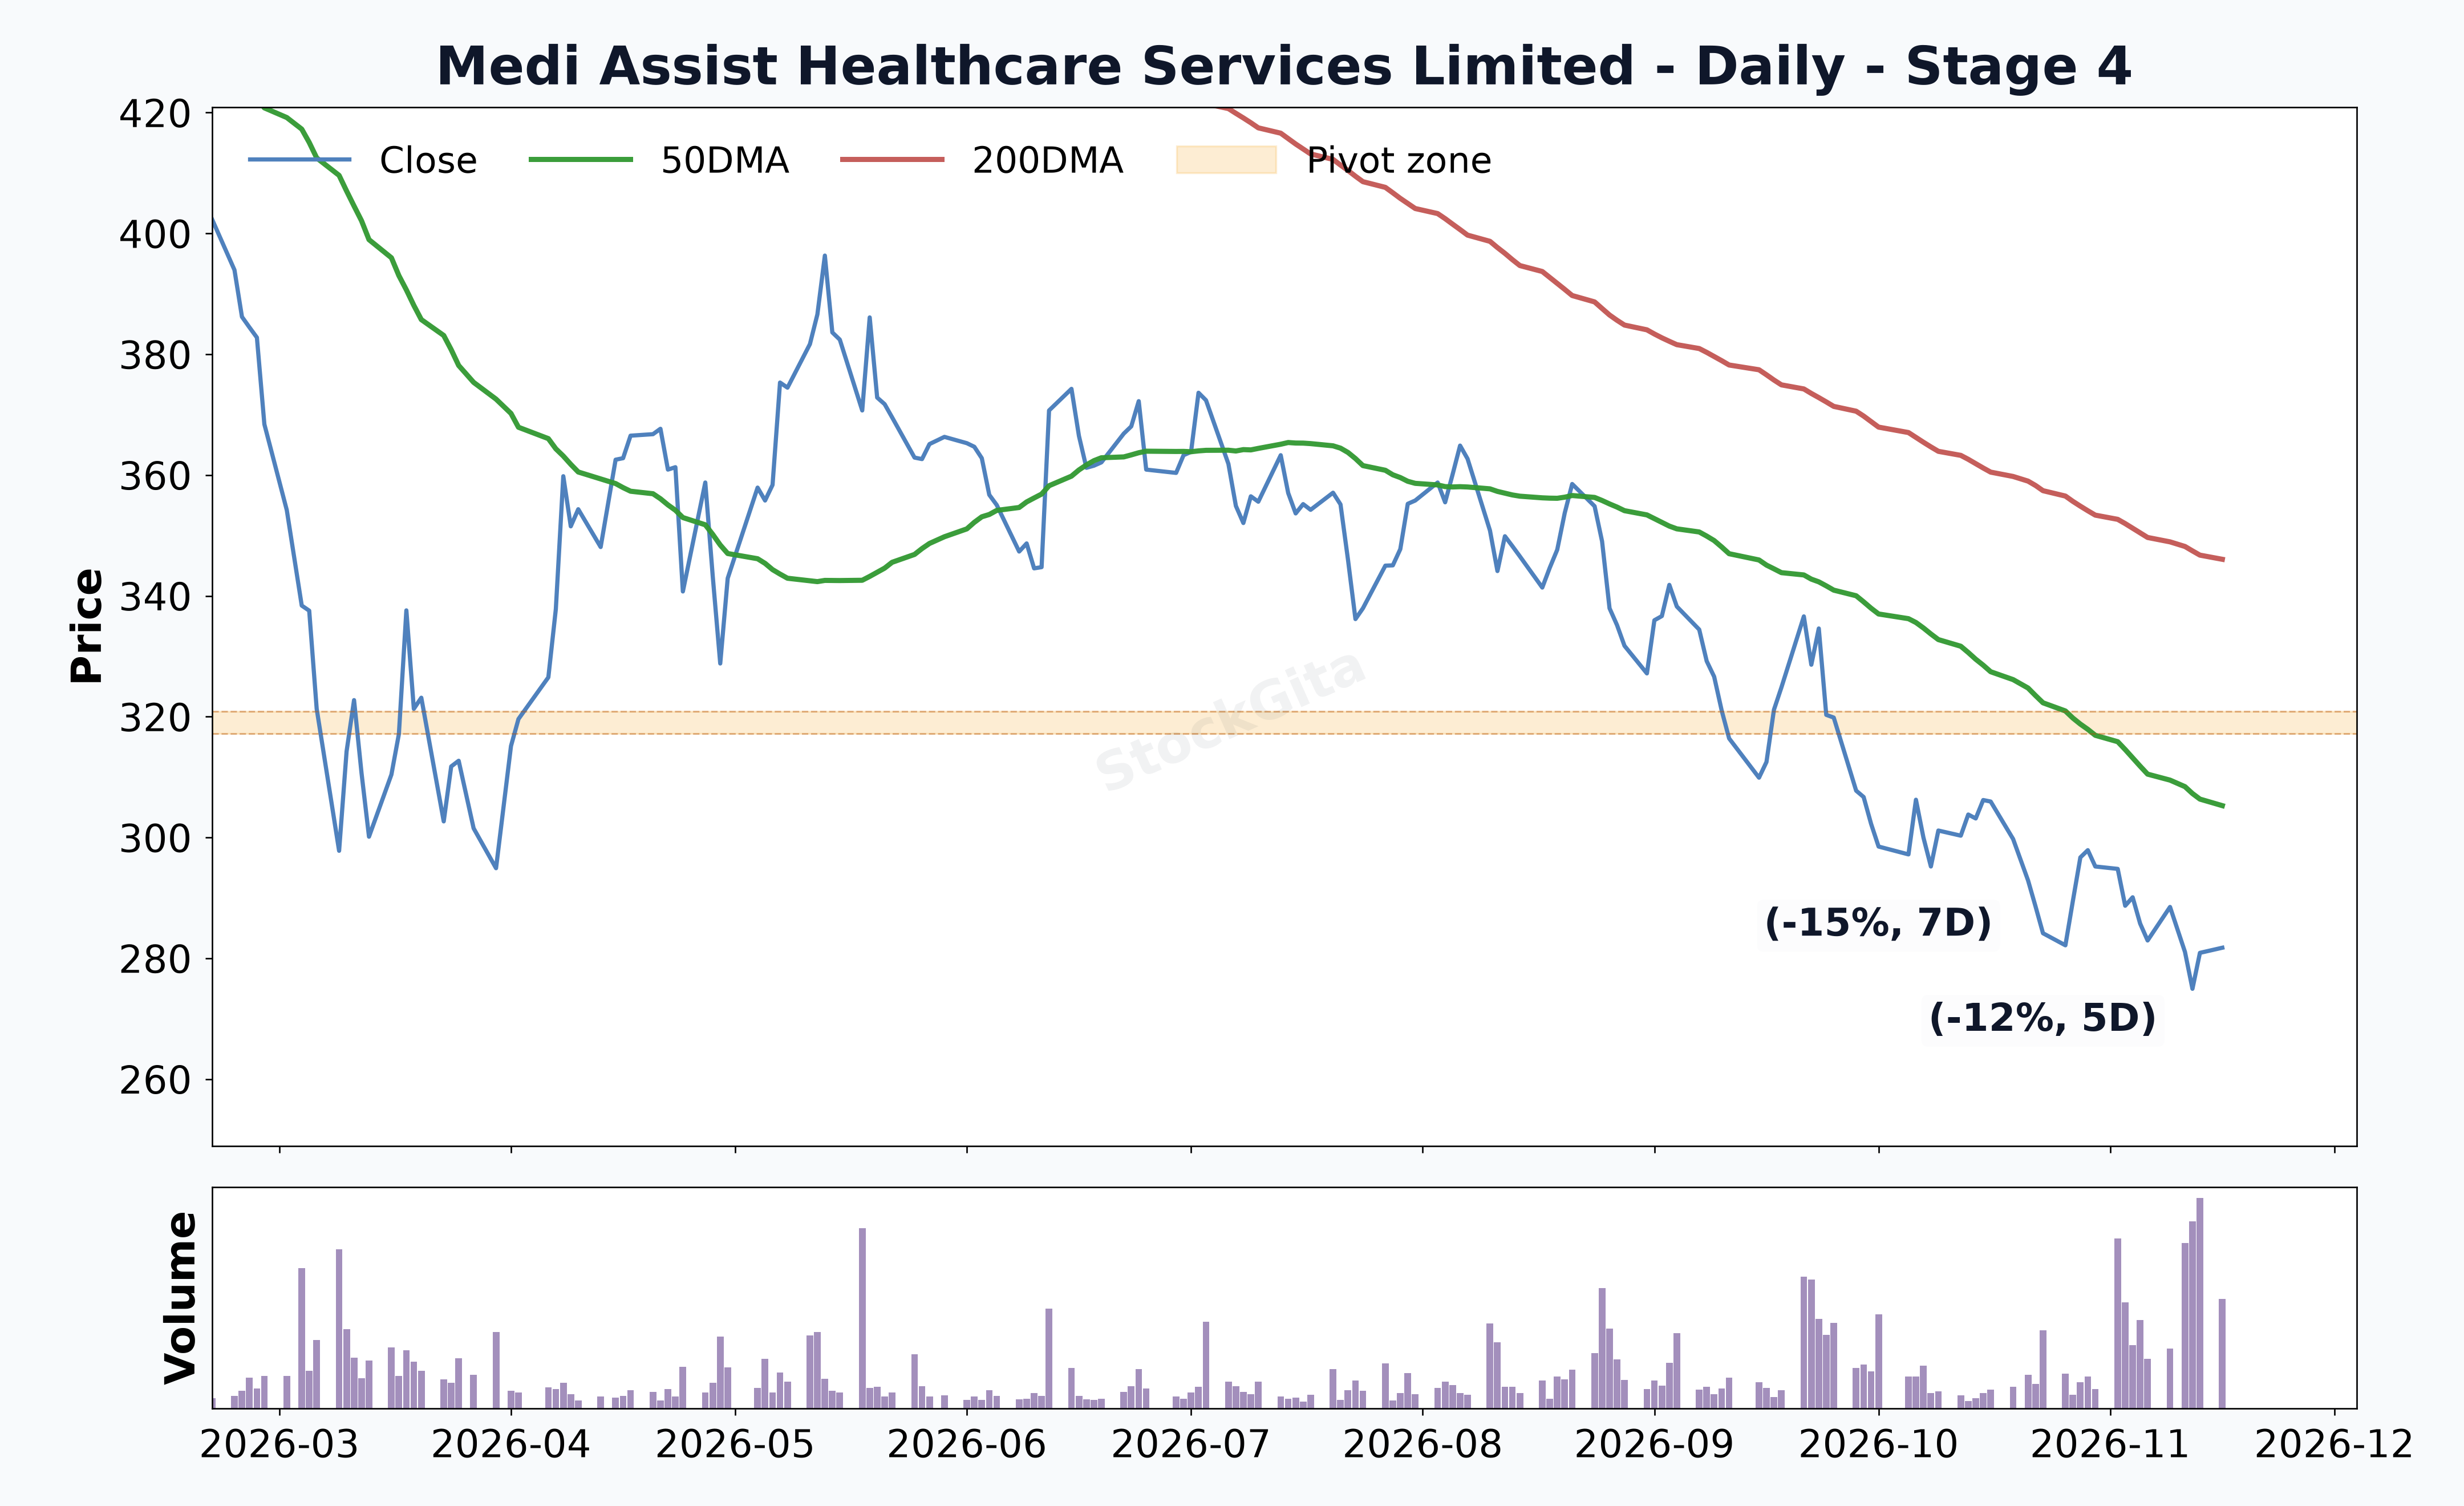 Medi Assist Healthcare Services Limited - Daily - Stage 4
Close 50DMA 200DMA Pivot zone
Price
420
400
380
360
340
320
300
280
260
StockGita
(-15%, 7D)
(-12%, 5D)
Volume
2026-03 2026-04 2026-05 2026-06 2026-07 2026-08 2026-09 2026-10 2026-11 2026-12